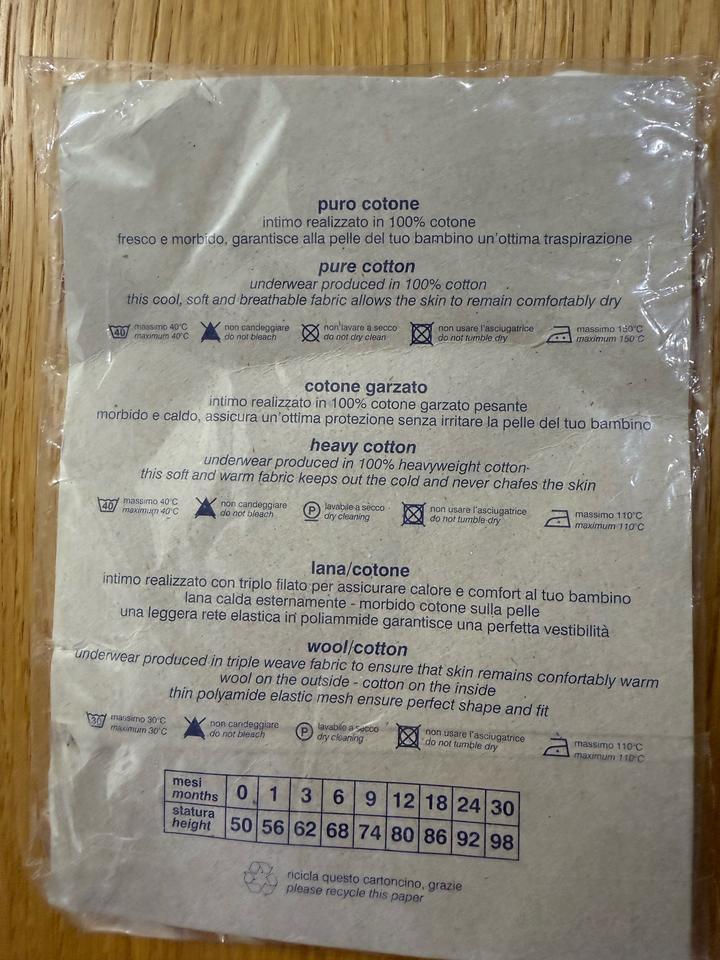 puro cotone
intimo realizzato in 100% cotone
fresco e morbido, garantisce alla pelle del tuo bambino un'ottima traspirazione
pure cotton
underwear produced in 100% cotton
this cool, soft and breathable fabric allows the skin to remain comfortably dry
40 massimo 40°C non candeggiare non lavare a secco non usare l'asciugatrice massimo 150°C
maximum 40°C do not bleach do not dry clean do not tumble dry maximum 150°C
cotone garzato
intimo realizzato in 100% cotone garzato pesante
morbido e caldo, assicura un'ottima protezione senza irritare la pelle del tuo bambino
heavy cotton
underwear produced in 100% heavyweight cotton
this soft and warm fabric keeps out the cold and never chafes the skin
40 massimo 40°C non candeggiare P lavabile a secco non usare l'asciugatrice massimo 110°C
maximum 40°C do not bleach dry cleaning do not tumble dry maximum 110°C
lana/cotone
intimo realizzato con triplo filato per assicurare calore e comfort al tuo bambino
lana calda esternamente - morbido cotone sulla pelle
una leggera rete elastica in poliammide garantisce una perfetta vestibilità
wool/cotton
underwear produced in triple weave fabric to ensure that skin remains confortably warm
wool on the outside - cotton on the inside
thin polyamide elastic mesh ensure perfect shape and fit
30 massimo 30°C non candeggiare P lavabile a secco non usare l'asciugatrice massimo 110°C
maximum 30°C do not bleach dry cleaning do not tumble dry maximum 110°C
mesi
months 0 1 3 6 9 12 18 24 30
statura
height 50 56 62 68 74 80 86 92 98
ricicla questo cartoncino, grazie
please recycle this paper